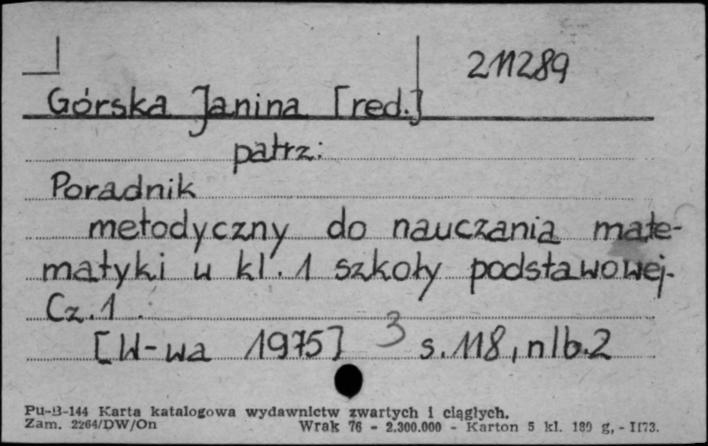 211289
Górska Janina [red.]
patrz:
Poradnik
metodyczny do nauczania mate-
matyki w kl. 1 szkoły podstawowej.
Cz. 1.
[W-wa 1975] 3 s. 118, nlb. 2
Pu-B-144 Karta katalogowa wydawnictw zwartych i ciągłych.
Zam. 2264/DW/On Wrak 76 - 2.300.000 - Karton 5 kl. 180 g. - II73.